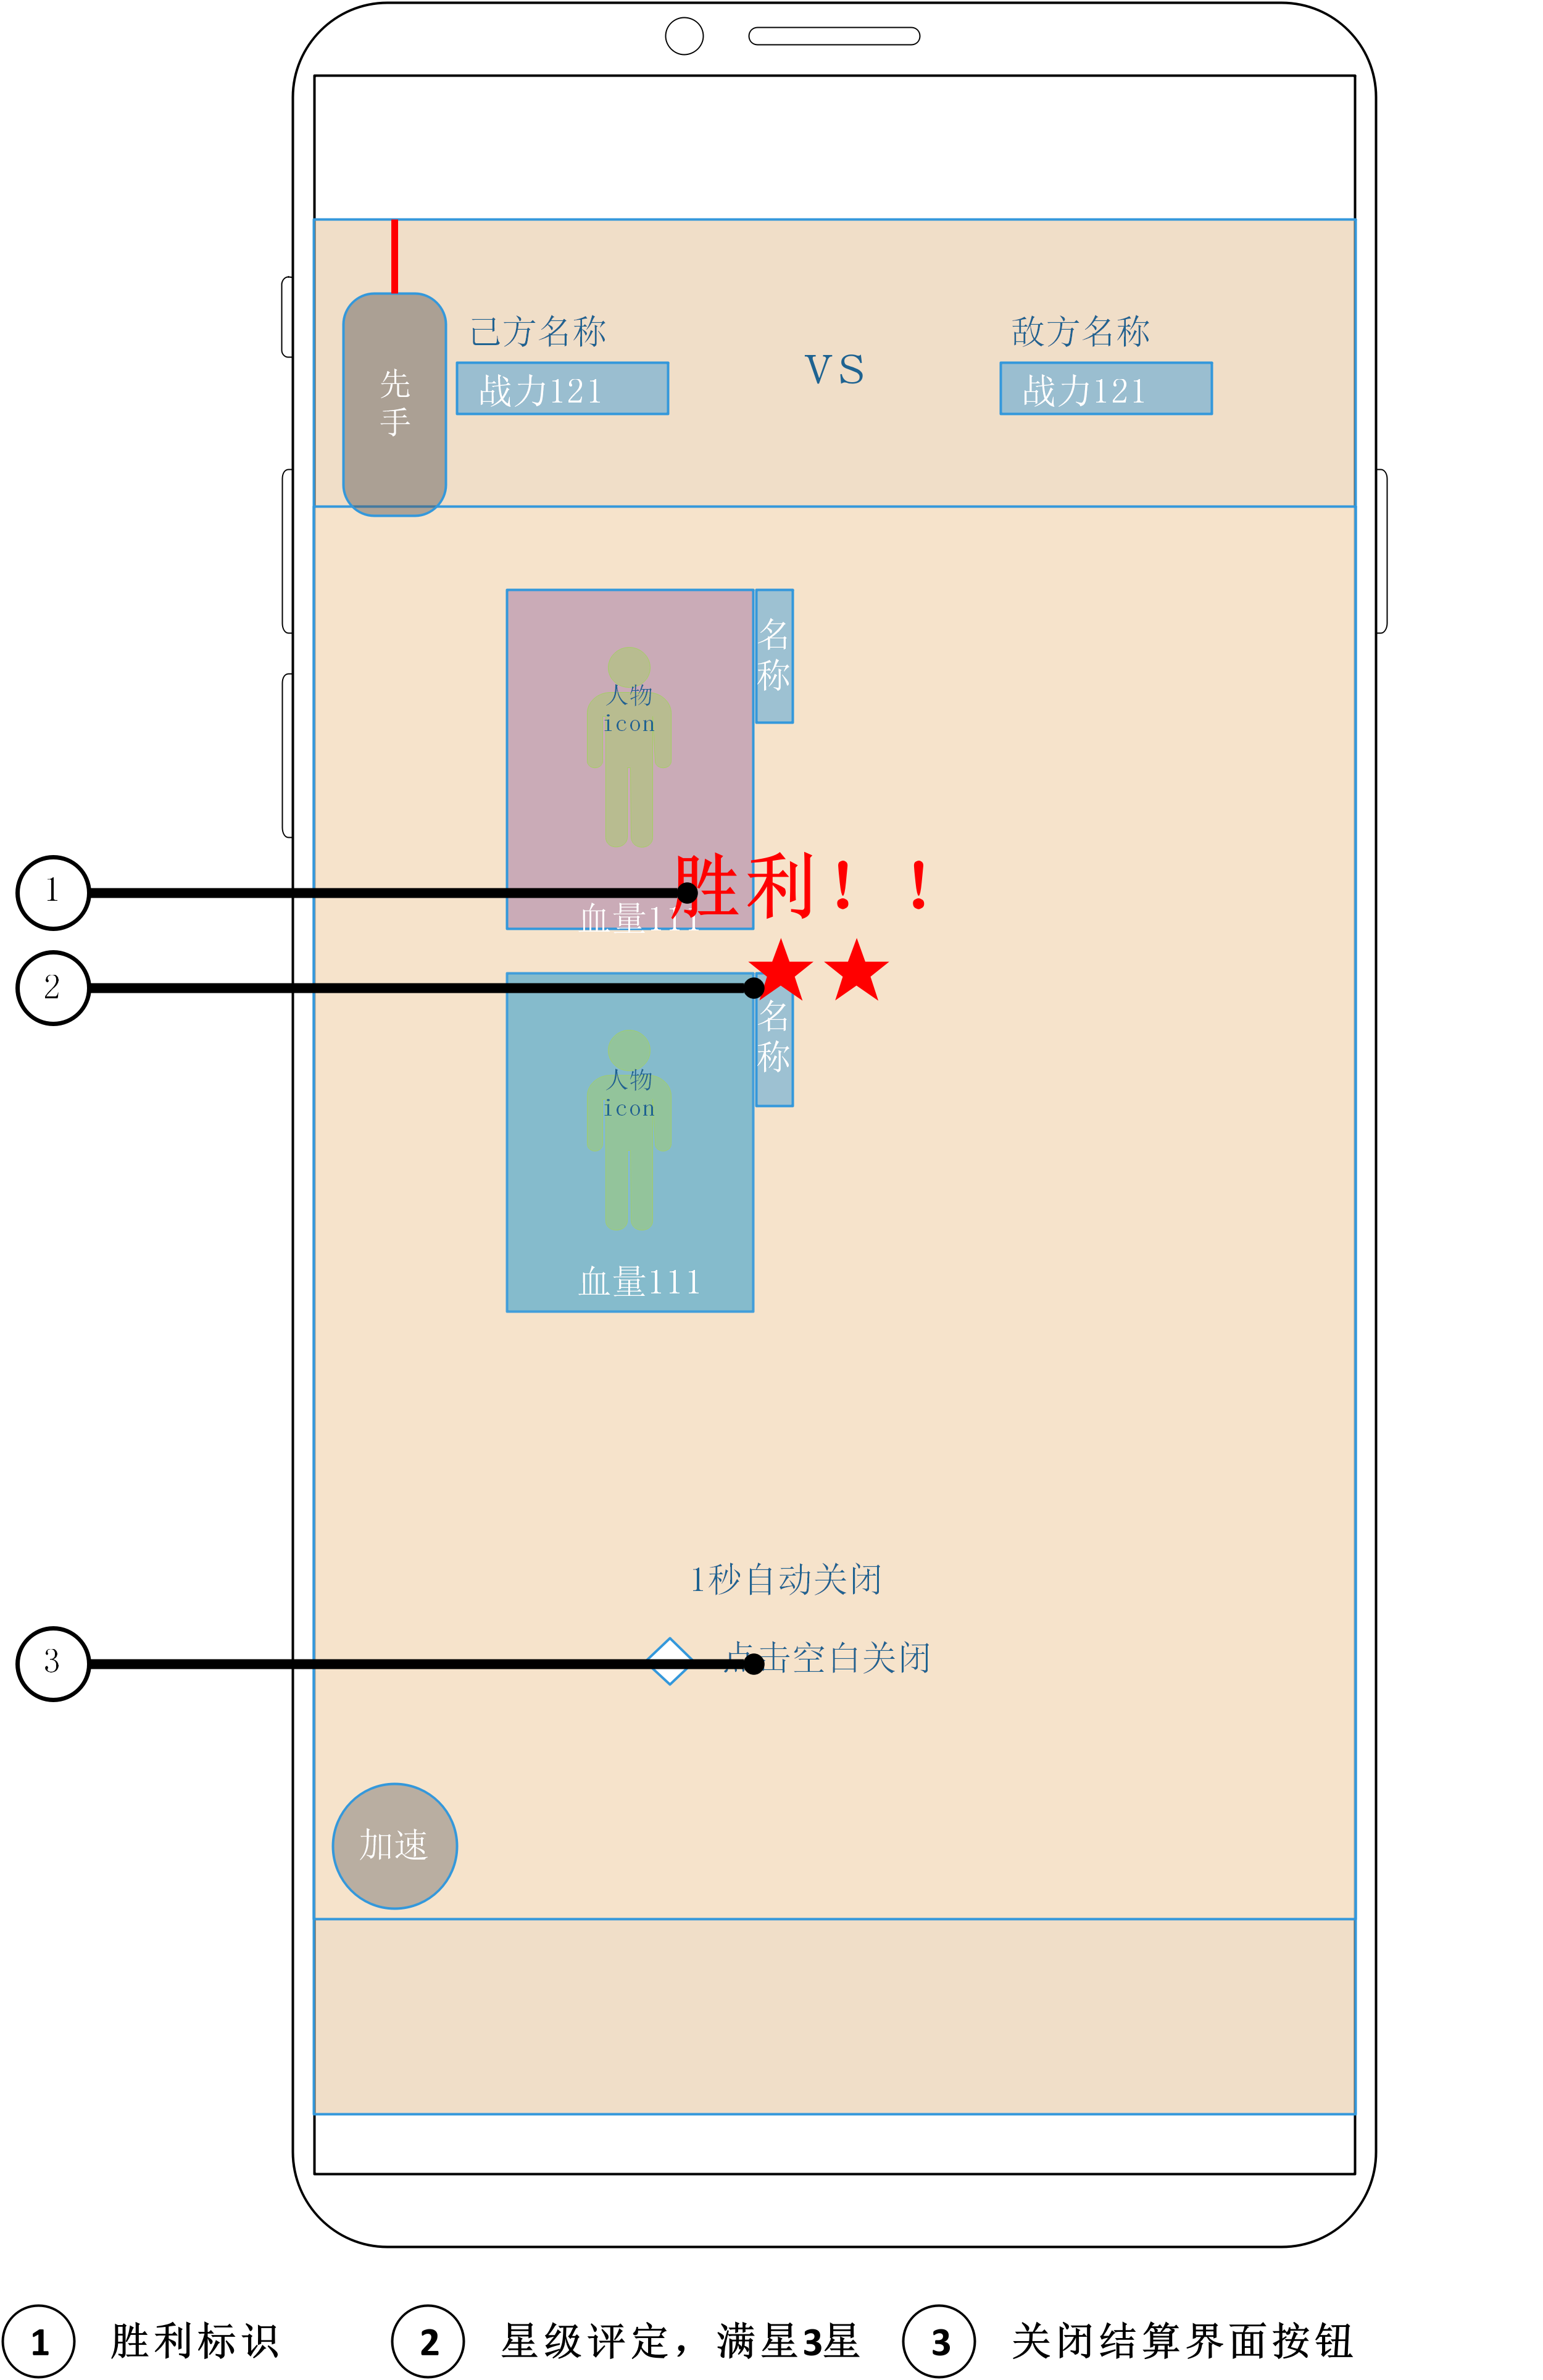 己方名称
敌方名称
VS
先
手
战力121
战力121
名
称
人物
icon
1
胜利！！
血量111
2
名
称
人物
icon
血量111
1秒自动关闭
3
点击空白关闭
加速
1 胜利标识
2 星级评定，满星3星
3 关闭结算界面按钮